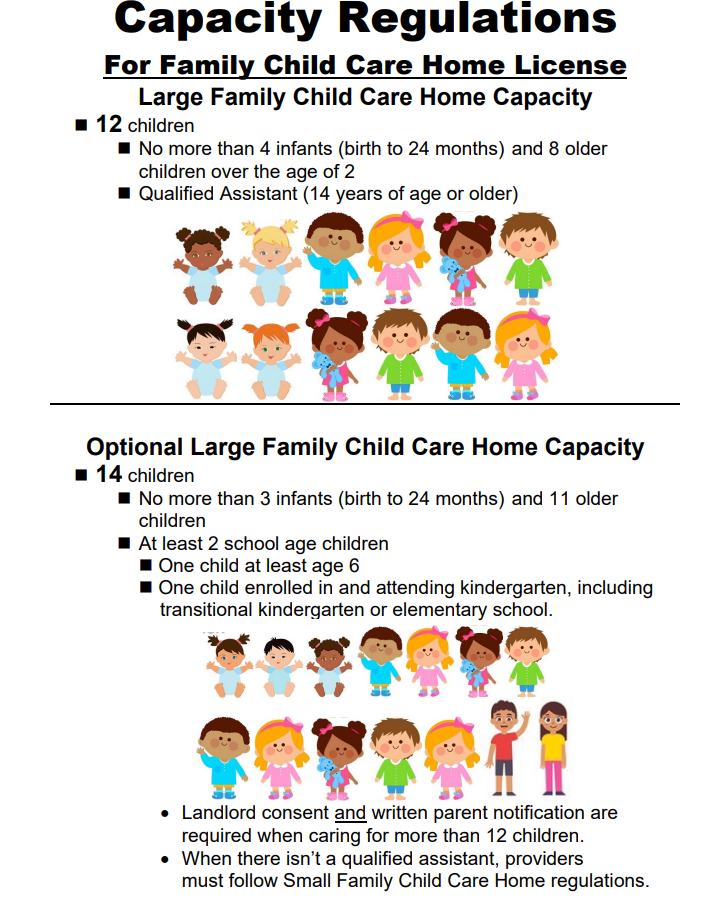 Capacity Regulations
For Family Child Care Home License
Large Family Child Care Home Capacity
■ 12 children
■ No more than 4 infants (birth to 24 months) and 8 older
children over the age of 2
■ Qualified Assistant (14 years of age or older)
Optional Large Family Child Care Home Capacity
■ 14 children
■ No more than 3 infants (birth to 24 months) and 11 older
children
■ At least 2 school age children
■ One child at least age 6
■ One child enrolled in and attending kindergarten, including
transitional kindergarten or elementary school.
• Landlord consent and written parent notification are
required when caring for more than 12 children.
• When there isn’t a qualified assistant, providers
must follow Small Family Child Care Home regulations.